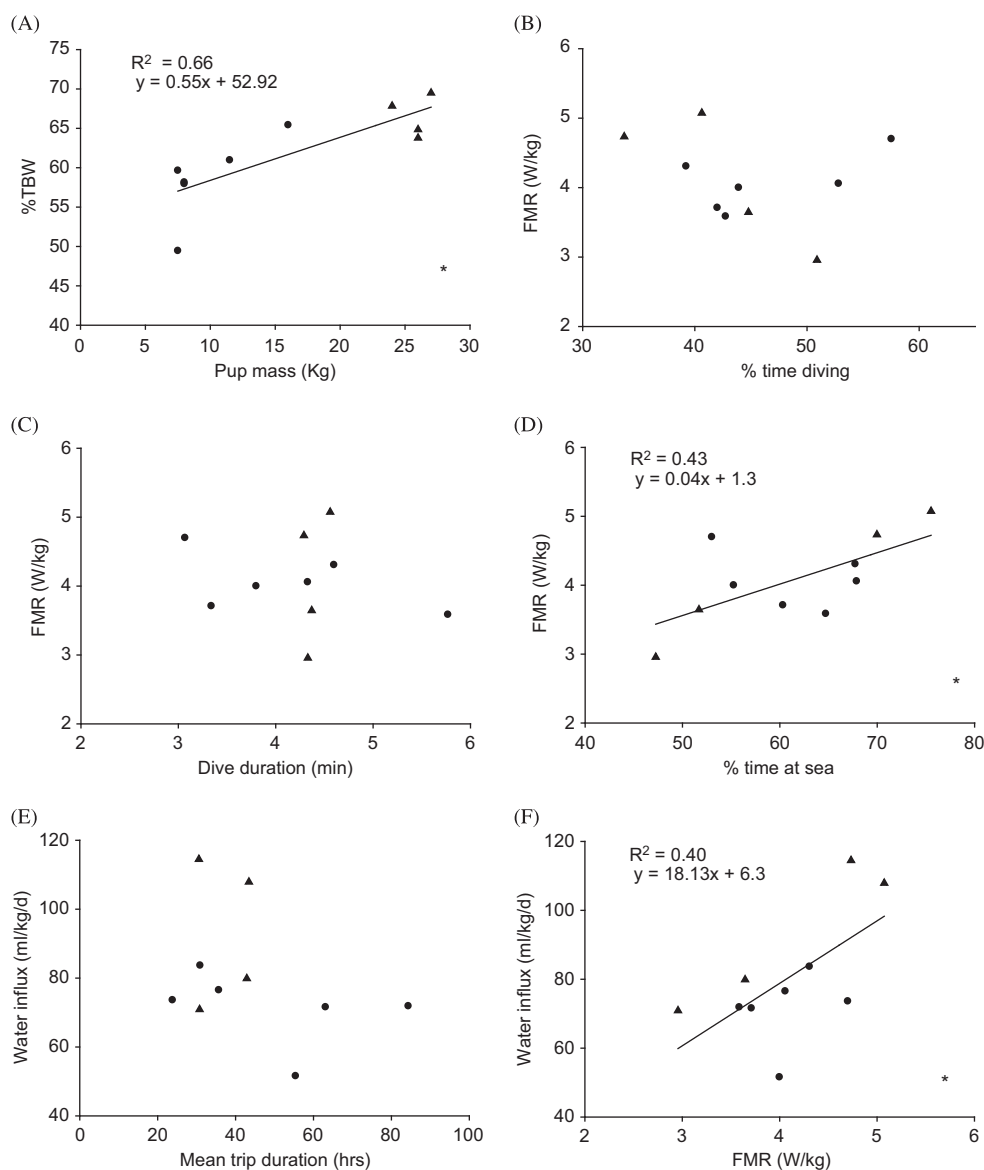 (A)
75
70
65
60
55
50
45
40
%TBW
R² = 0.66
y = 0.55x + 52.92
*
0 5 10 15 20 25 30
Pup mass (Kg)
(B)
6
5
4
3
2
FMR (W/kg)
30 40 50 60
% time diving
(C)
6
5
4
3
2
FMR (W/kg)
2 3 4 5 6
Dive duration (min)
(D)
6
5
4
3
2
FMR (W/kg)
R² = 0.43
y = 0.04x + 1.3
*
40 50 60 70 80
% time at sea
(E)
120
100
80
60
40
Water influx (ml/kg/d)
0 20 40 60 80 100
Mean trip duration (hrs)
(F)
120
100
80
60
40
Water influx (ml/kg/d)
R² = 0.40
y = 18.13x + 6.3
*
2 3 4 5 6
FMR (W/kg)